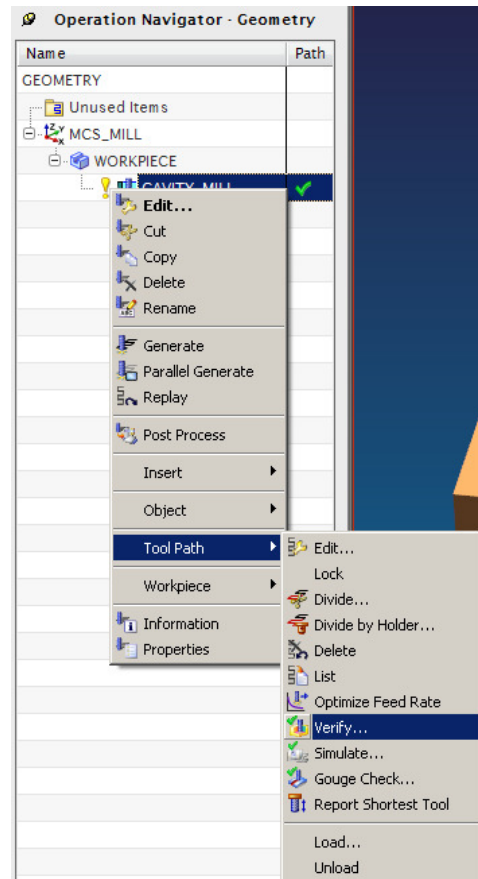 Operation Navigator - Geometry
Name Path
GEOMETRY
Unused Items
MCS_MILL
WORKPIECE
CAVITY_MILL
Edit...
Cut
Copy
Delete
Rename
Generate
Parallel Generate
Replay
Post Process
Insert
Object
Tool Path
Workpiece
Information
Properties
Edit...
Lock
Divide...
Divide by Holder...
Delete
List
Optimize Feed Rate
Verify...
Simulate...
Gouge Check...
Report Shortest Tool
Load...
Unload